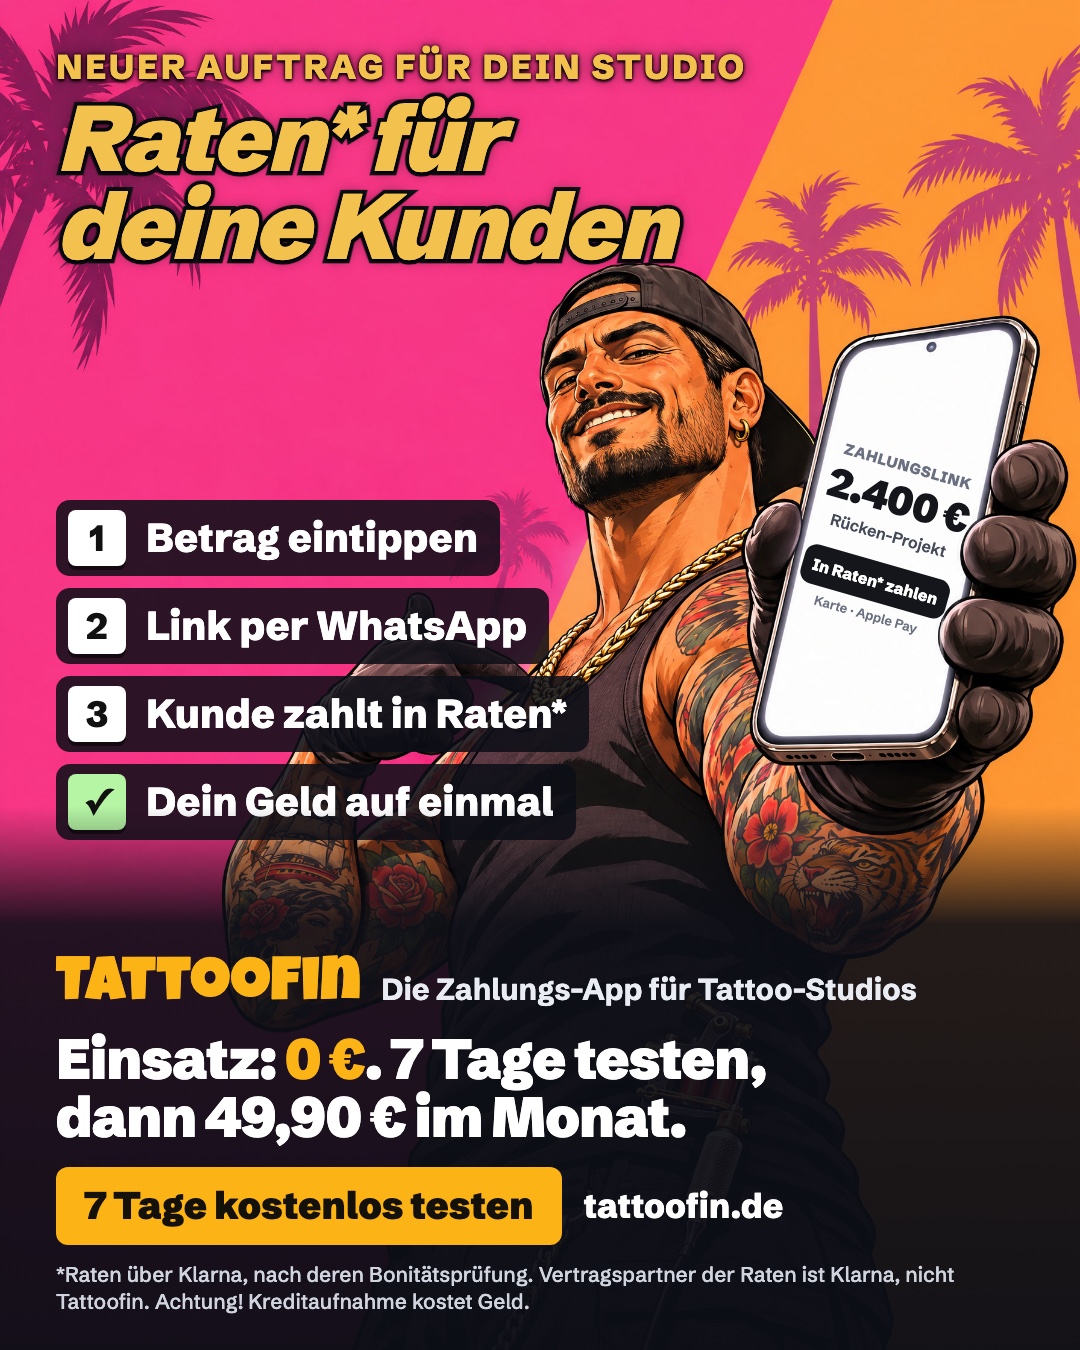 NEUER AUFTRAG FÜR DEIN STUDIO
Raten* für
deine Kunden
ZAHLUNGSLINK
2.400 €
Rücken-Projekt
In Raten* zahlen
Karte · Apple Pay
1 Betrag eintippen
2 Link per WhatsApp
3 Kunde zahlt in Raten*
✓ Dein Geld auf einmal
TATTOOFIN Die Zahlungs-App für Tattoo-Studios
Einsatz: 0 €. 7 Tage testen,
dann 49,90 € im Monat.
7 Tage kostenlos testen tattoofin.de
*Raten über Klarna, nach deren Bonitätsprüfung. Vertragspartner der Raten ist Klarna, nicht
Tattoofin. Achtung! Kreditaufnahme kostet Geld.